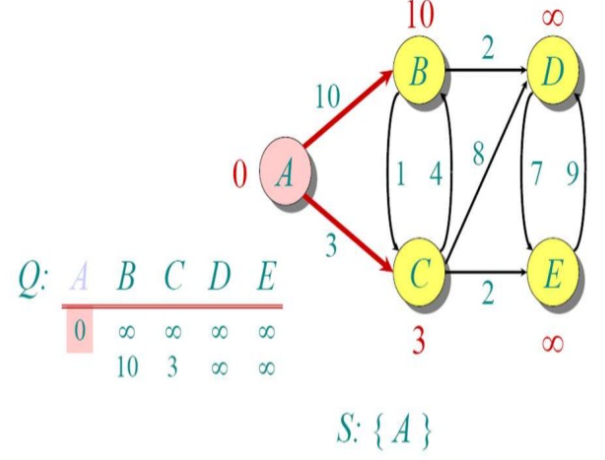 10 ∞
B 2 D
10
0 A 1 4 8 7 9
3
Q: A B C D E
C 2 E
0 ∞ ∞ ∞ ∞
3 ∞
10 3 ∞ ∞
S: { A }